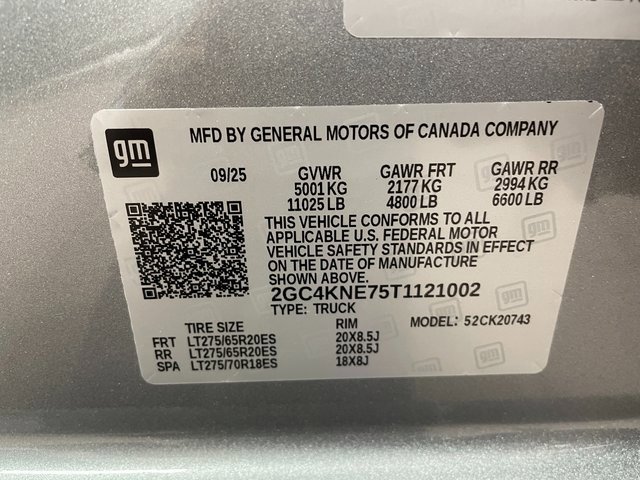 gm
MFD BY GENERAL MOTORS OF CANADA COMPANY
09/25 GVWR GAWR FRT GAWR RR
5001 KG 2177 KG 2994 KG
11025 LB 4800 LB 6600 LB
THIS VEHICLE CONFORMS TO ALL
APPLICABLE U.S. FEDERAL MOTOR
VEHICLE SAFETY STANDARDS IN EFFECT
ON THE DATE OF MANUFACTURE
SHOWN ABOVE.
2GC4KNE75T1121002
TYPE: TRUCK MODEL: 52CK20743
TIRE SIZE RIM
FRT LT275/65R20ES 20X8.5J
RR LT275/65R20ES 20X8.5J
SPA LT275/70R18ES 18X8J